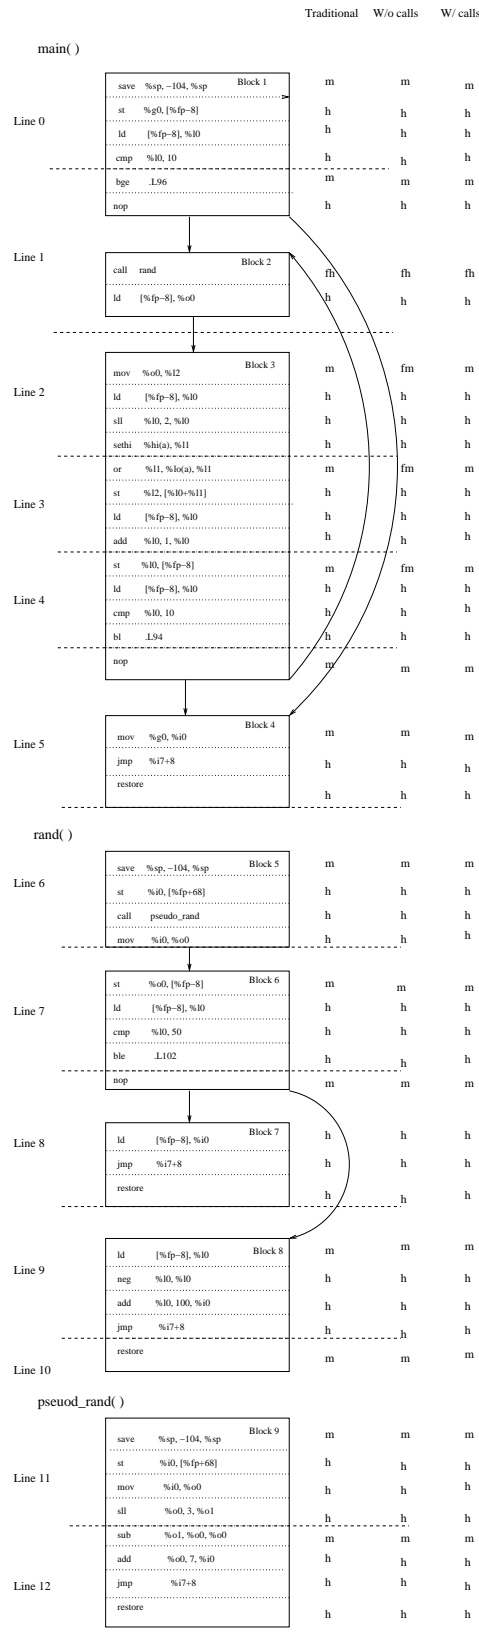 Traditional W/o calls W/ calls
main( )
Block 1
save %sp, −104, %sp m m m
Line 0
st %g0, [%fp−8] h h h
ld [%fp−8], %l0 h h h
cmp %l0, 10 h h h
bge .L96 m m m
nop h h h
Line 1
Block 2
call rand fh fh fh
ld [%fp−8], %o0 h h h
Block 3
mov %o0, %l2 m fm m
Line 2
ld [%fp−8], %l0 h h h
sll %l0, 2, %l0 h h h
sethi %hi(a), %l1 h h h
or %l1, %lo(a), %l1 m fm m
Line 3
st %l2, [%l0+%l1] h h h
ld [%fp−8], %l0 h h h
add %l0, 1, %l0 h h h
st %l0, [%fp−8] m fm m
Line 4
ld [%fp−8], %l0 h h h
cmp %l0, 10 h h h
bl .L94 h h h
nop m m m
Block 4
mov %g0, %i0 m m m
Line 5
jmp %i7+8 h h h
restore h h h
rand( )
Block 5
save %sp, −104, %sp m m m
Line 6
st %i0, [%fp+68] h h h
call pseudo_rand h h h
mov %i0, %o0 h h h
Block 6
st %o0, [%fp−8] m m m
Line 7
ld [%fp−8], %l0 h h h
cmp %l0, 50 h h h
ble .L102 h h h
nop m m m
Block 7
Line 8
ld [%fp−8], %i0 h h h
jmp %i7+8 h h h
restore h h h
Block 8
ld [%fp−8], %l0 m m m
Line 9
neg %l0, %l0 h h h
add %l0, 100, %i0 h h h
jmp %i7+8 h h h
restore m m m
Line 10
pseuod_rand( )
Block 9
save %sp, −104, %sp m m m
Line 11
st %i0, [%fp+68] h h h
mov %i0, %o0 h h h
sll %o0, 3, %o1 h h h
sub %o1, %o0, %o0 m m m
add %o0, 7, %i0 h h h
Line 12
jmp %i7+8 h h h
restore h h h